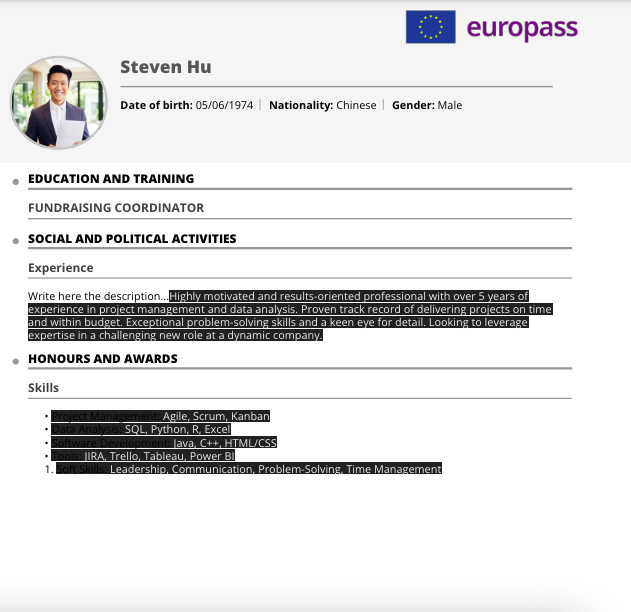 europass
Steven Hu
Date of birth: 05/06/1974 | Nationality: Chinese | Gender: Male
EDUCATION AND TRAINING
FUNDRAISING COORDINATOR
SOCIAL AND POLITICAL ACTIVITIES
Experience
Write here the description...Highly motivated and results-oriented professional with over 5 years of
experience in project management and data analysis. Proven track record of delivering projects on time
and within budget. Exceptional problem-solving skills and a keen eye for detail. Looking to leverage
expertise in a challenging new role at a dynamic company.
HONOURS AND AWARDS
Skills
• Project Management: Agile, Scrum, Kanban
• Data Analysis: SQL, Python, R, Excel
• Software Development: Java, C++, HTML/CSS
• Tools: JIRA, Trello, Tableau, Power BI
1. Soft Skills: Leadership, Communication, Problem-Solving, Time Management